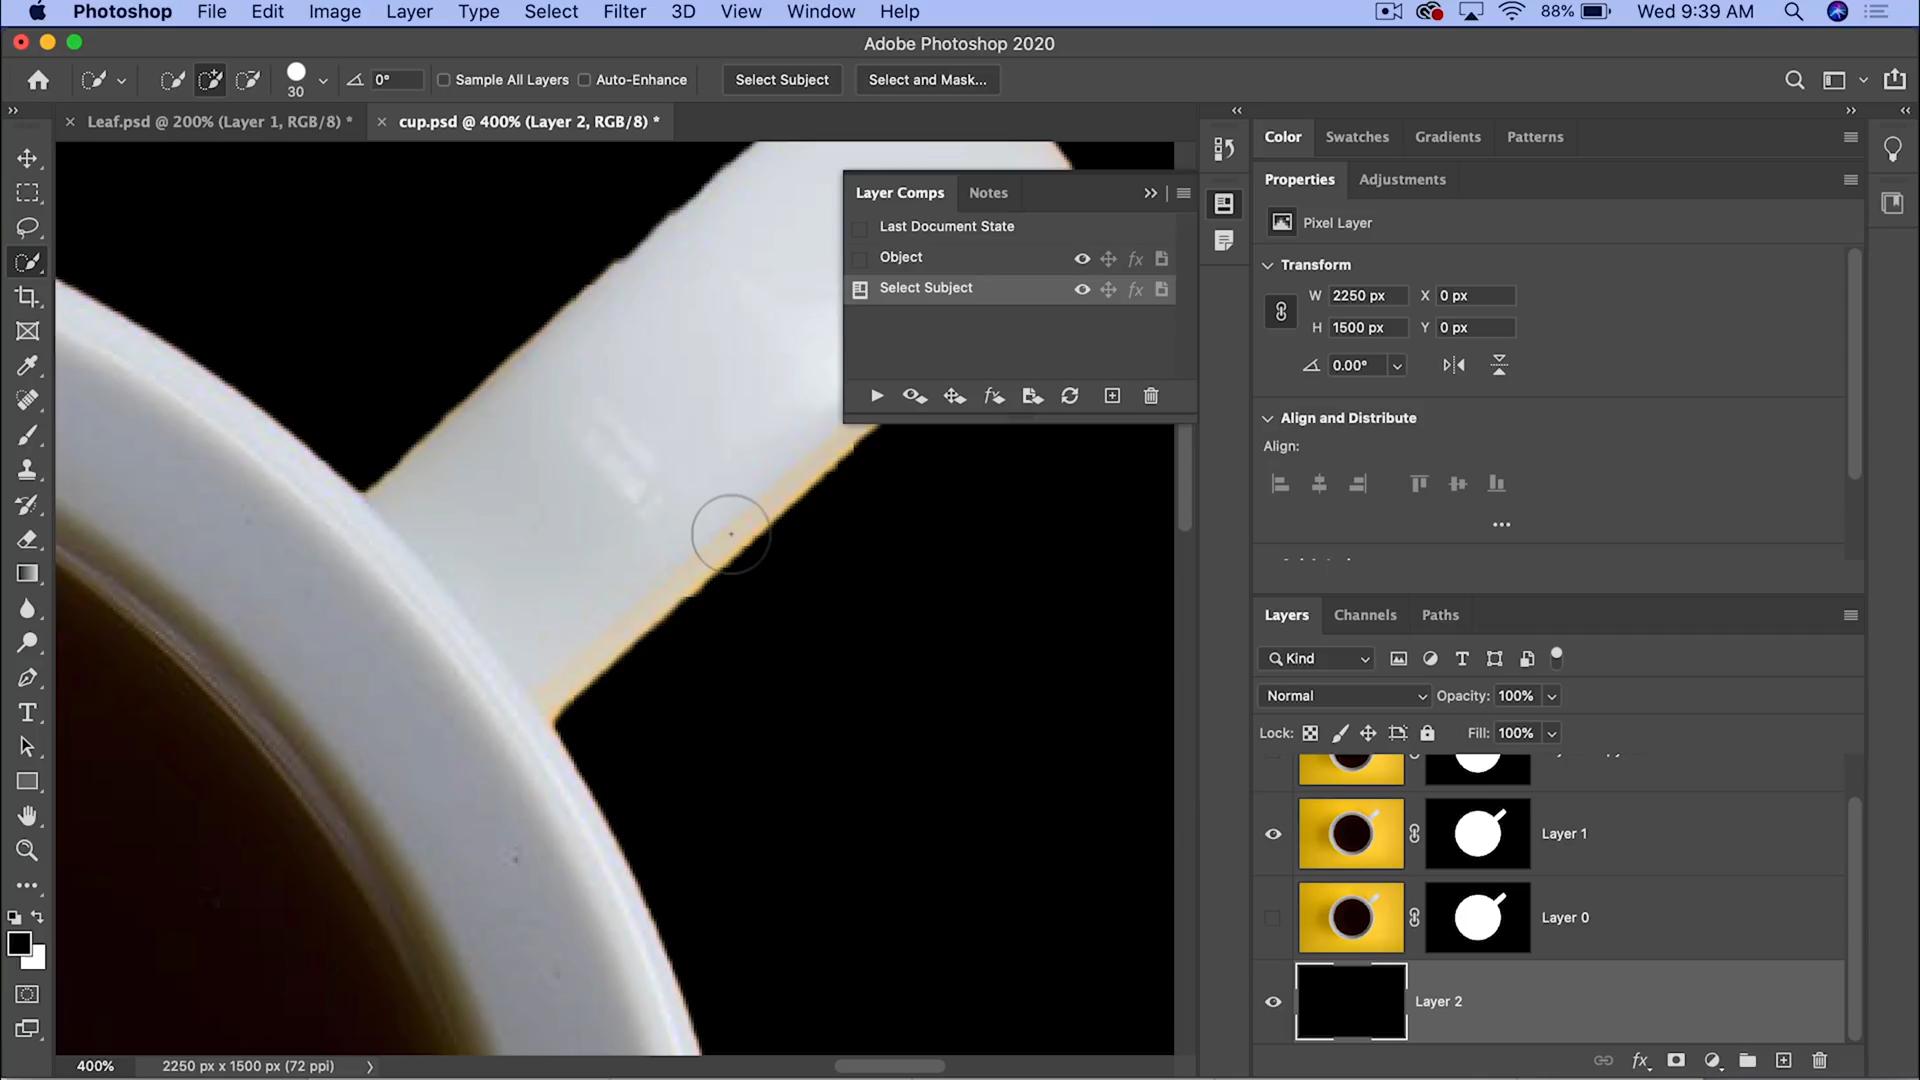 Photoshop File Edit Image Layer Type Select Filter 3D View Window Help 88% Wed 9:39 AM
Adobe Photoshop 2020
30 0° Sample All Layers Auto-Enhance Select Subject Select and Mask...
Leaf.psd @ 200% (Layer 1, RGB/8) * cup.psd @ 400% (Layer 2, RGB/8) *
Layer Comps Notes
Last Document State
Object
Select Subject
Color Swatches Gradients Patterns
Properties Adjustments
Pixel Layer
Transform
W 2250 px X 0 px
H 1500 px Y 0 px
0.00°
Align and Distribute
Align:
Layers Channels Paths
Kind
Normal Opacity: 100%
Lock: Fill: 100%
Layer 1
Layer 0
Layer 2
400% 2250 px x 1500 px (72 ppi)